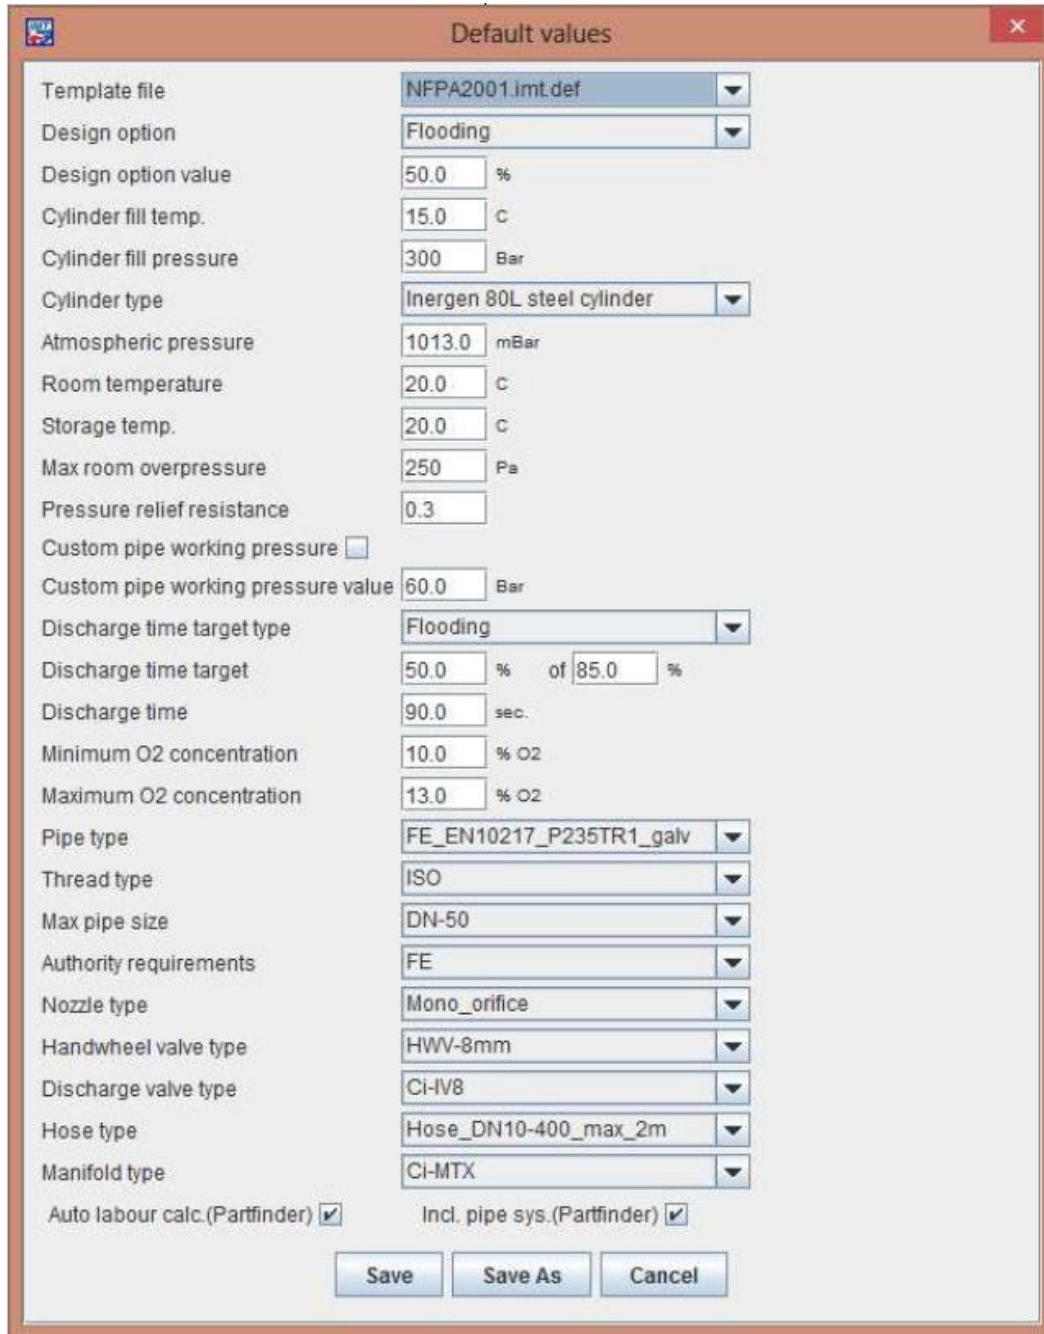 Default values
Template file NFPA2001.imt.def
Design option Flooding
Design option value 50.0 %
Cylinder fill temp. 15.0 C
Cylinder fill pressure 300 Bar
Cylinder type Inergen 80L steel cylinder
Atmospheric pressure 1013.0 mBar
Room temperature 20.0 C
Storage temp. 20.0 C
Max room overpressure 250 Pa
Pressure relief resistance 0.3
Custom pipe working pressure
Custom pipe working pressure value 60.0 Bar
Discharge time target type Flooding
Discharge time target 50.0 % of 85.0 %
Discharge time 90.0 sec.
Minimum O2 concentration 10.0 % O2
Maximum O2 concentration 13.0 % O2
Pipe type FE_EN10217_P235TR1_galv
Thread type ISO
Max pipe size DN-50
Authority requirements FE
Nozzle type Mono_orifice
Handwheel valve type HWV-8mm
Discharge valve type Ci-IV8
Hose type Hose_DN10-400_max_2m
Manifold type Ci-MTX
Auto labour calc.(Partfinder) Incl. pipe sys.(Partfinder)
Save Save As Cancel